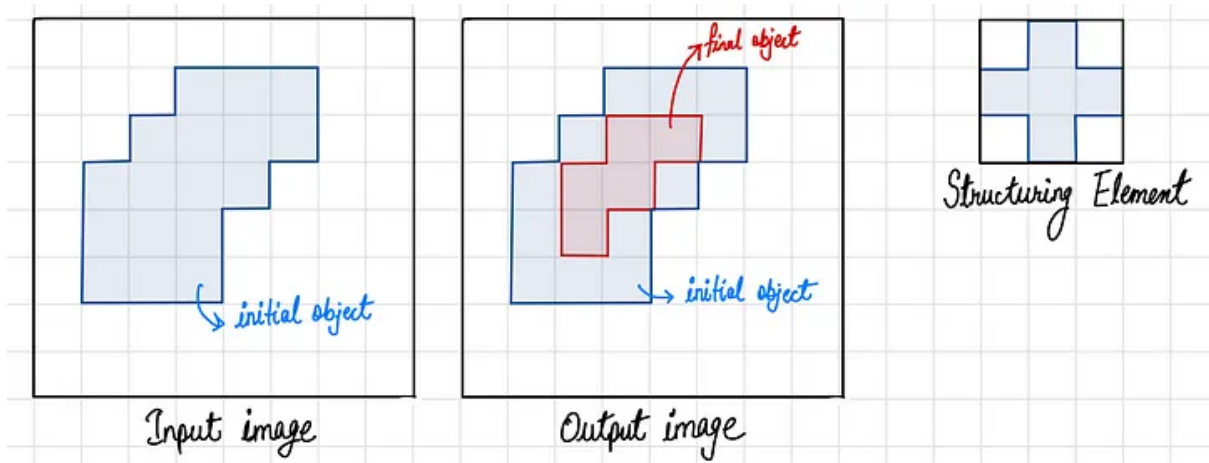 final object
Structuring Element
initial object
initial object
Input image
Output image